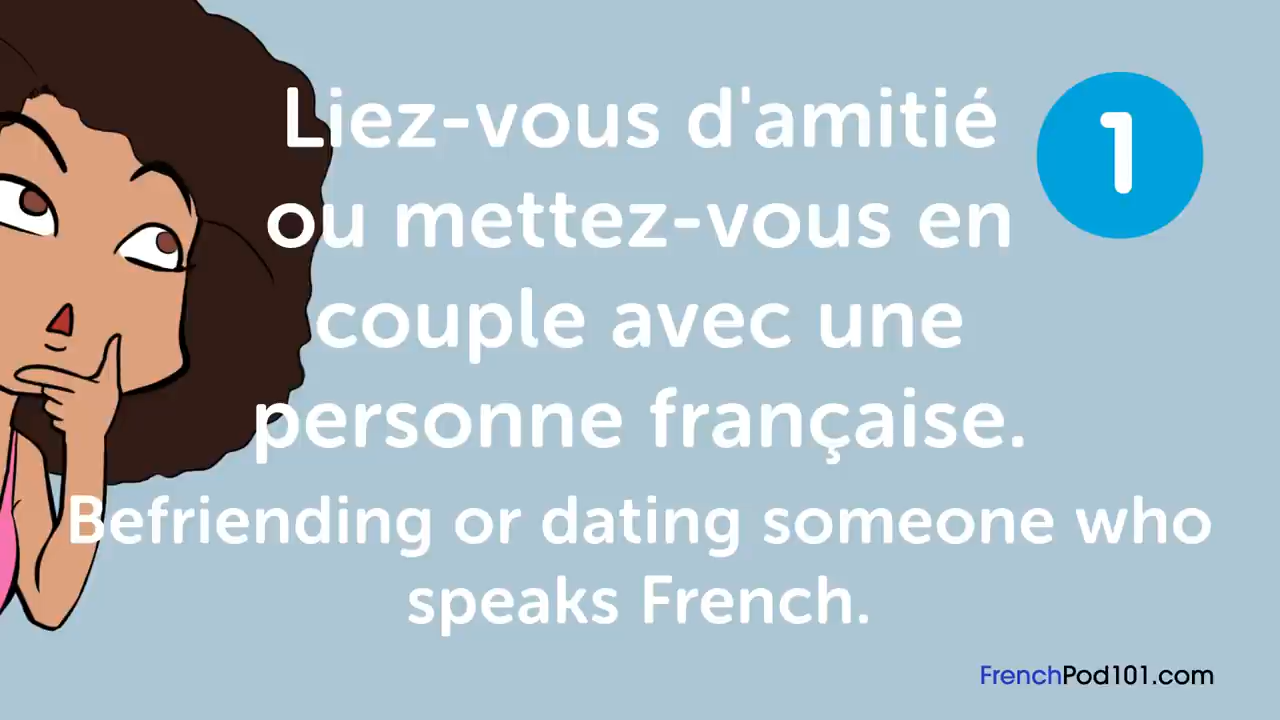 Liez-vous d'amitié
1
ou mettez-vous en
couple avec une
personne française.
Befriending or dating someone who
speaks French.
FrenchPod101.com